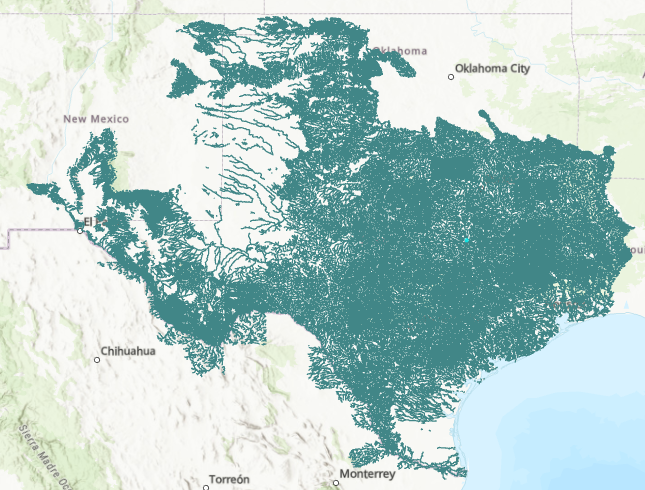 Oklahoma
Oklahoma City
New Mexico
El
Chihuahua
Sierra Madre Oc
Torreón
Monterrey